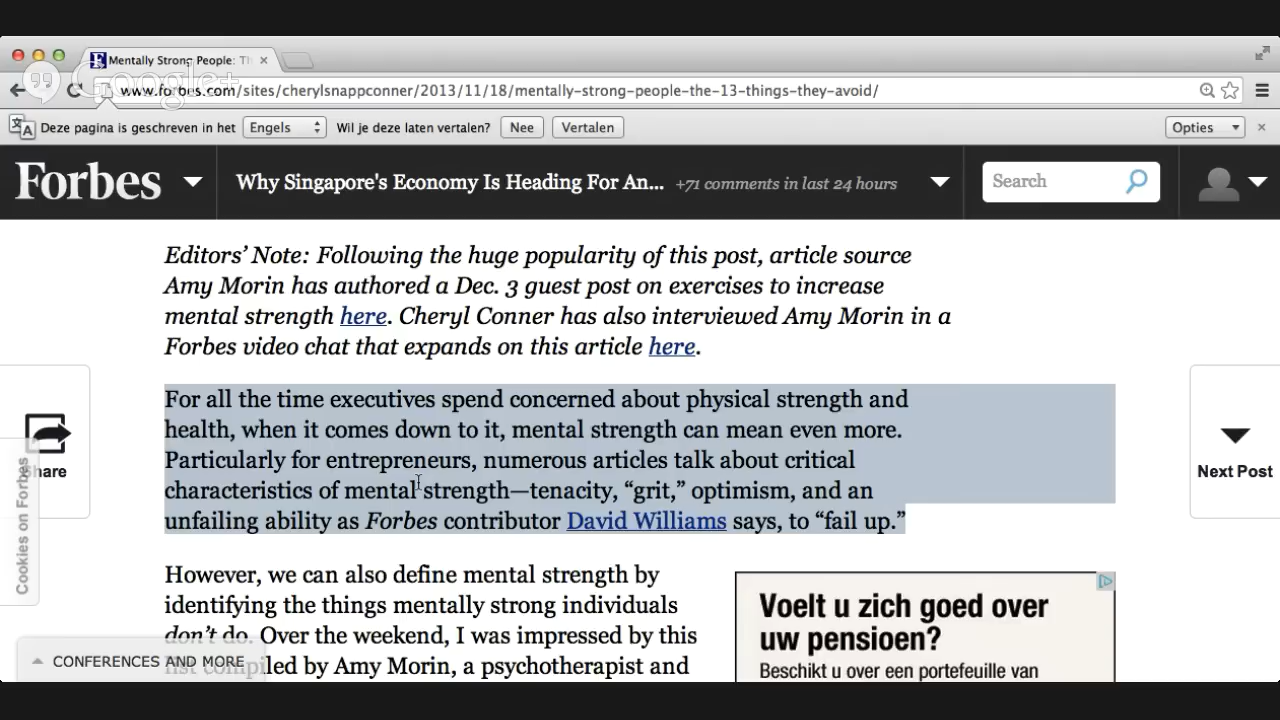 Mentally Strong People: Th
Google+
www.forbes.com/sites/cherylsnappconner/2013/11/18/mentally-strong-people-the-13-things-they-avoid/
Deze pagina is geschreven in het Engels Wil je deze laten vertalen? Nee Vertalen Opties
Forbes Why Singapore's Economy Is Heading For An... +71 comments in last 24 hours Search
Editors’ Note: Following the huge popularity of this post, article source
Amy Morin has authored a Dec. 3 guest post on exercises to increase
mental strength here. Cheryl Conner has also interviewed Amy Morin in a
Forbes video chat that expands on this article here.
For all the time executives spend concerned about physical strength and
health, when it comes down to it, mental strength can mean even more.
Particularly for entrepreneurs, numerous articles talk about critical
characteristics of mental strength—tenacity, “grit,” optimism, and an
unfailing ability as Forbes contributor David Williams says, to “fail up.”
Share
Cookies on Forbes
Next Post
However, we can also define mental strength by
identifying the things mentally strong individuals
don’t do. Over the weekend, I was impressed by this
list compiled by Amy Morin, a psychotherapist and
CONFERENCES AND MORE
Voelt u zich goed over
uw pensioen?
Beschikt u over een portefeuille van